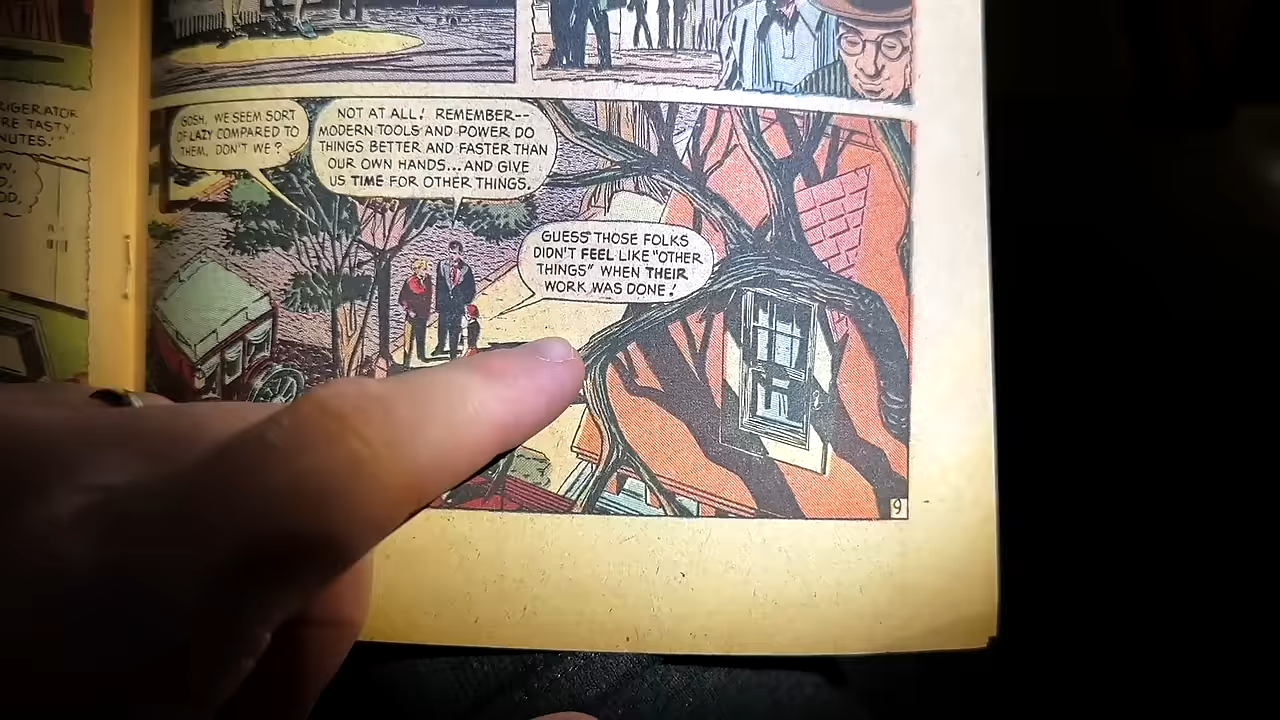 RIGERATOR
RE TASTY.
NUTES.'"
GOSH, WE SEEM SORT
OF LAZY COMPARED TO
THEM, DON'T WE?
NOT AT ALL! REMEMBER--
MODERN TOOLS AND POWER DO
THINGS BETTER AND FASTER THAN
OUR OWN HANDS...AND GIVE
US TIME FOR OTHER THINGS.
GUESS THOSE FOLKS
DIDN'T FEEL LIKE "OTHER
THINGS" WHEN THEIR
WORK WAS DONE!
9